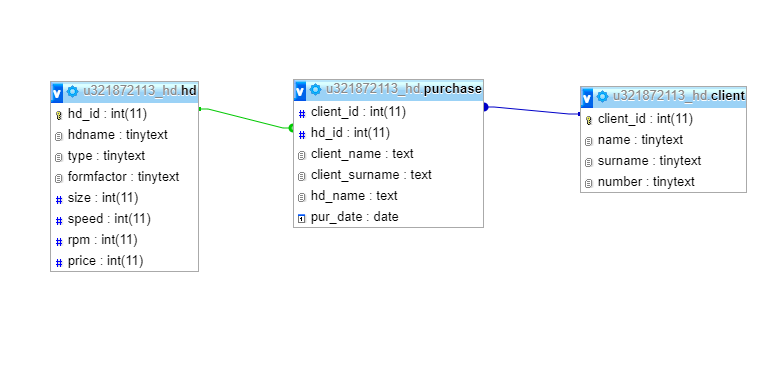 u321872113_hd.hd
hd_id : int(11)
hdname : tinytext
type : tinytext
formfactor : tinytext
size : int(11)
speed : int(11)
rpm : int(11)
price : int(11)
u321872113_hd.purchase
client_id : int(11)
hd_id : int(11)
client_name : text
client_surname : text
hd_name : text
pur_date : date
u321872113_hd.client
client_id : int(11)
name : tinytext
surname : tinytext
number : tinytext